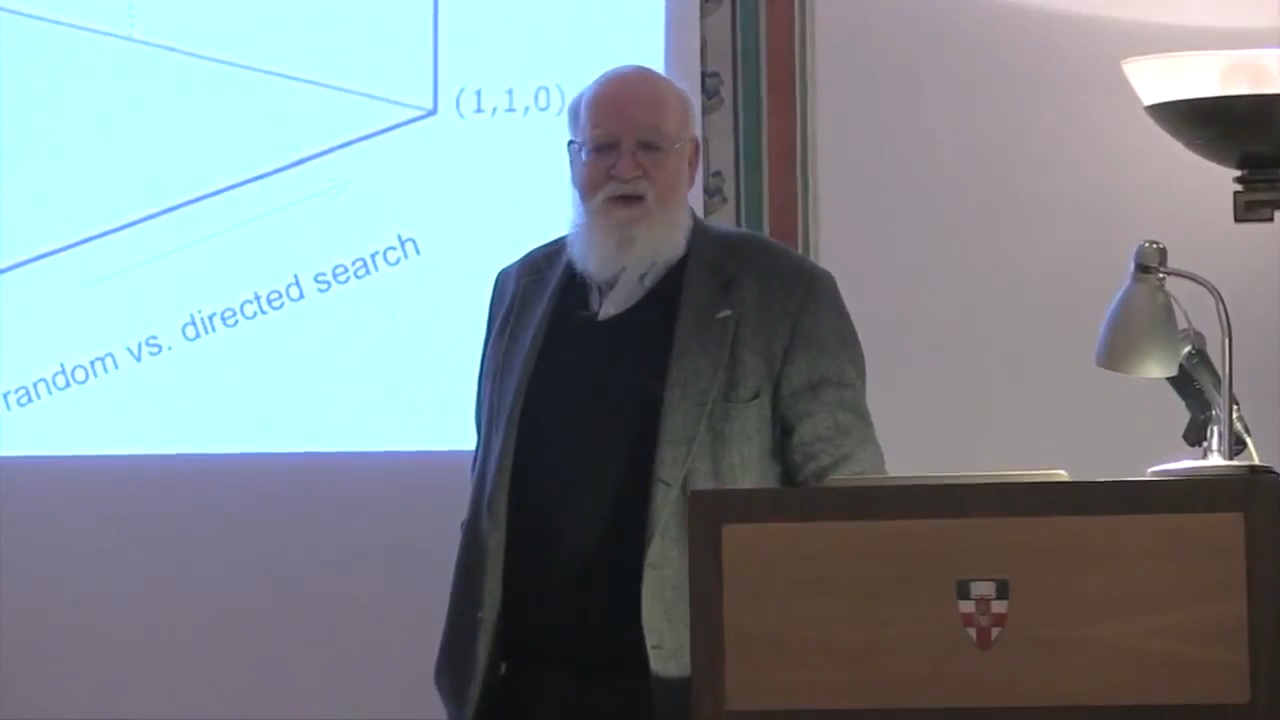 (1,1,0)
random vs. directed search